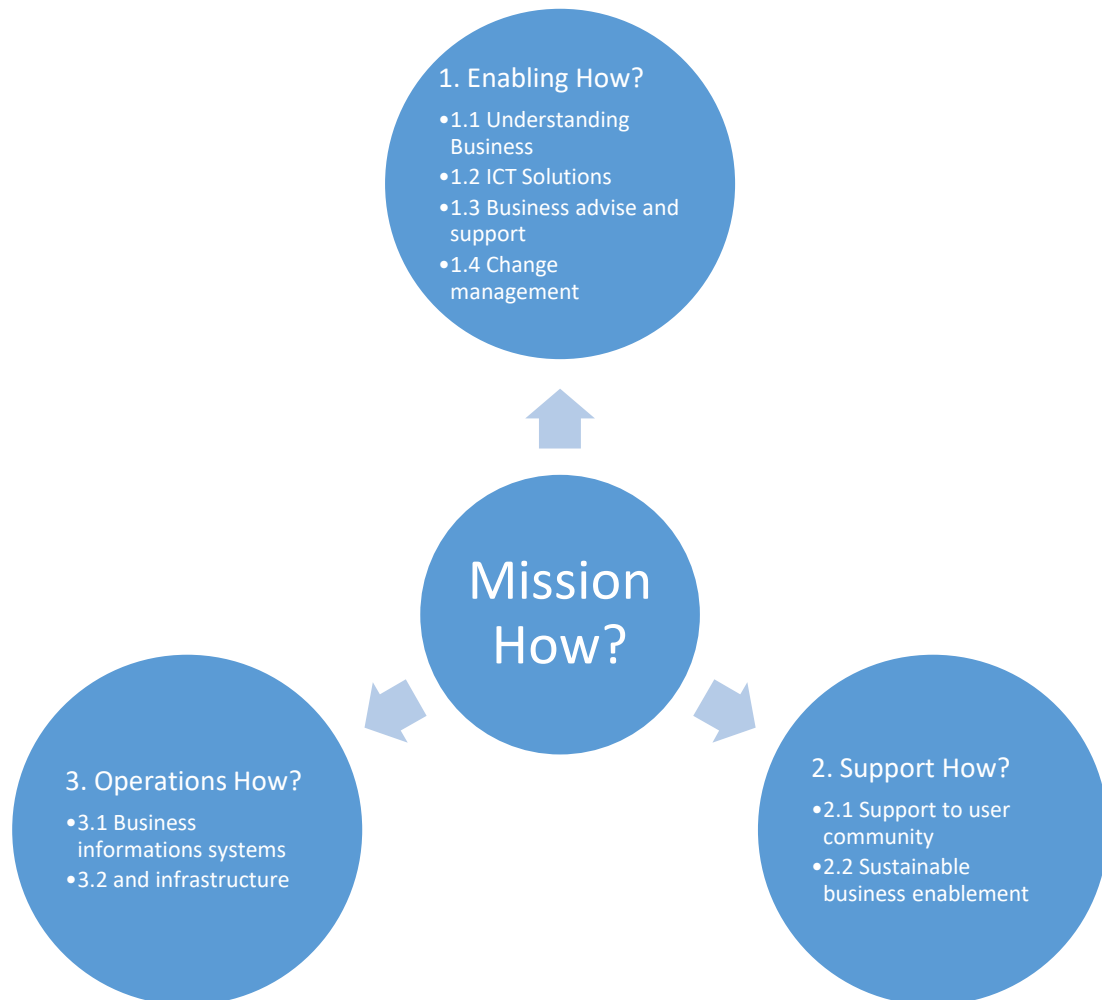 1. Enabling How?
•1.1 Understanding
Business
•1.2 ICT Solutions
•1.3 Business advise and
support
•1.4 Change
management
Mission
How?
3. Operations How?
•3.1 Business
informations systems
•3.2 and infrastructure
2. Support How?
•2.1 Support to user
community
•2.2 Sustainable
business enablement